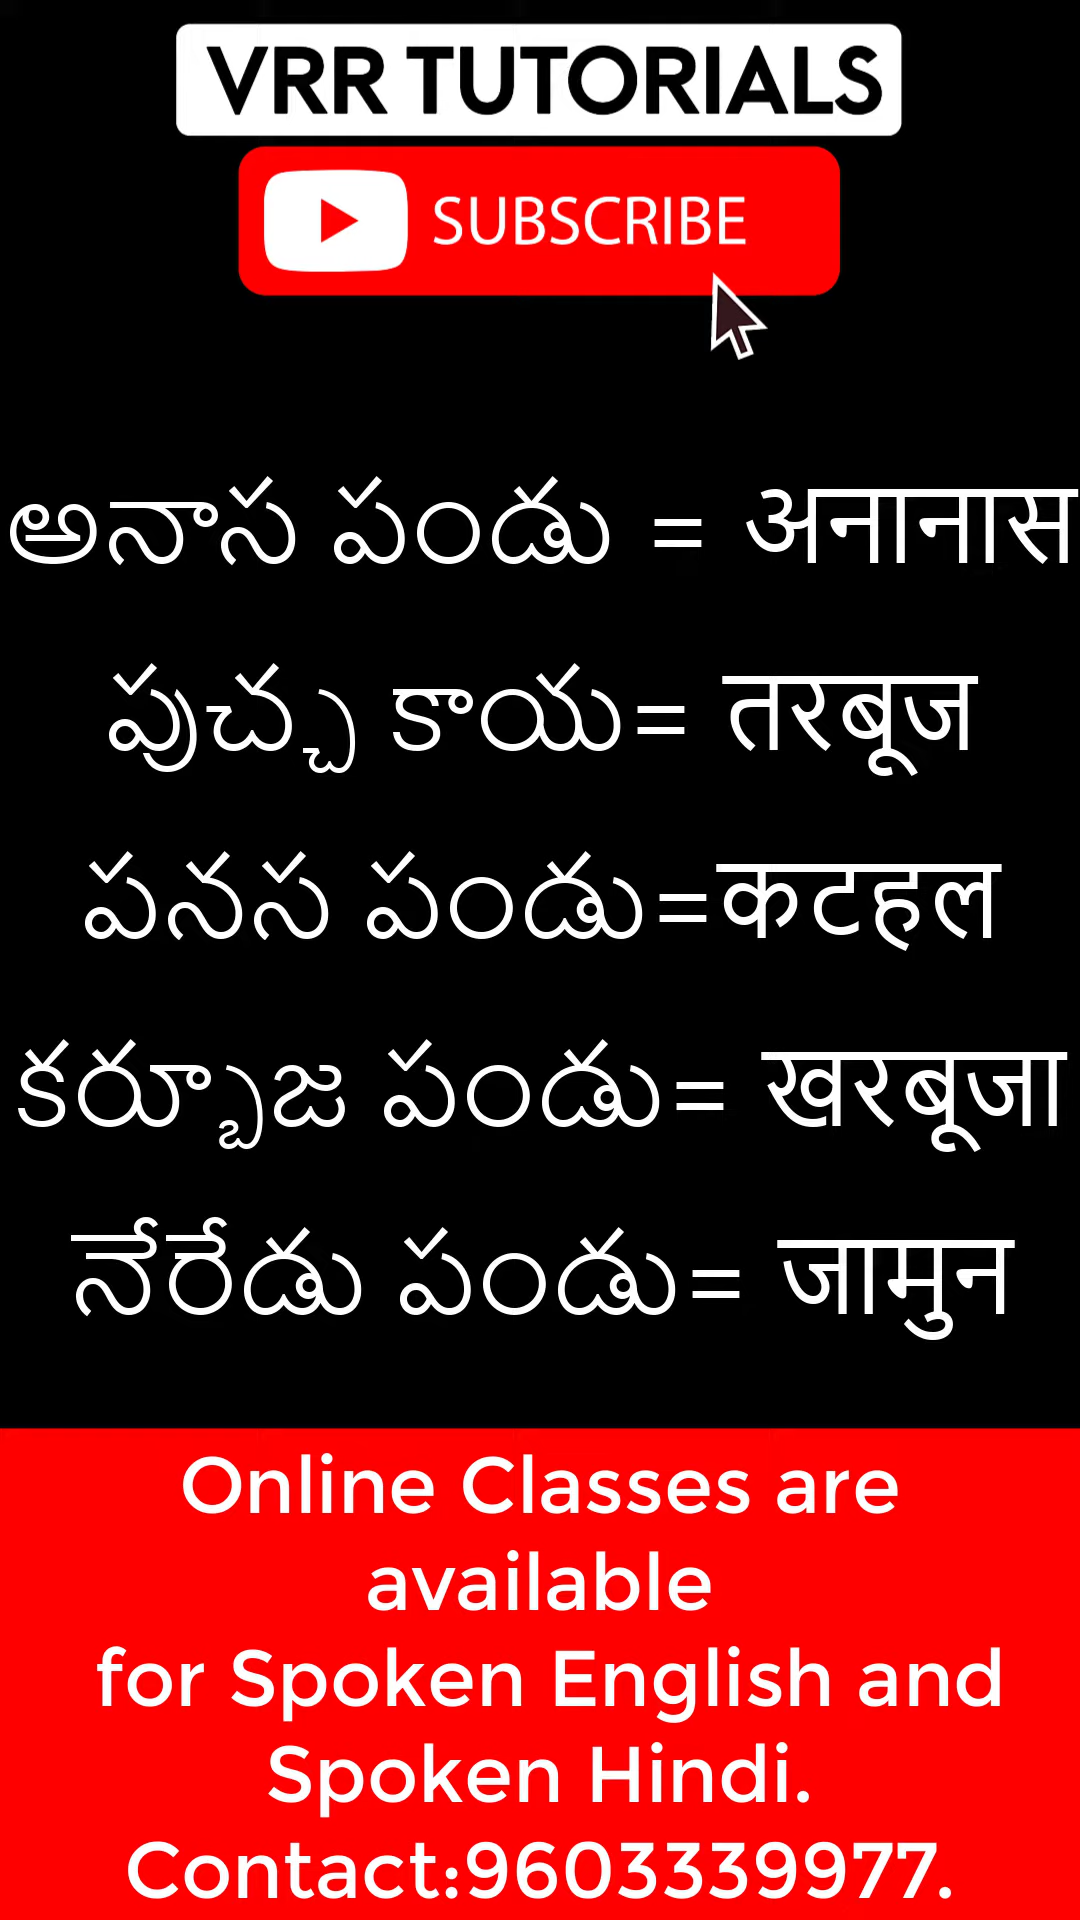 VRR TUTORIALS
SUBSCRIBE
అనాస పండు = अनानास
పుచ్చ కాయ= तरबूज
పనస పండు=कटहल
కర్బూజ పండు= खरबूजा
నేరేడు పండు= जामुन
Online Classes are
available
for Spoken English and
Spoken Hindi.
Contact:9603339977.